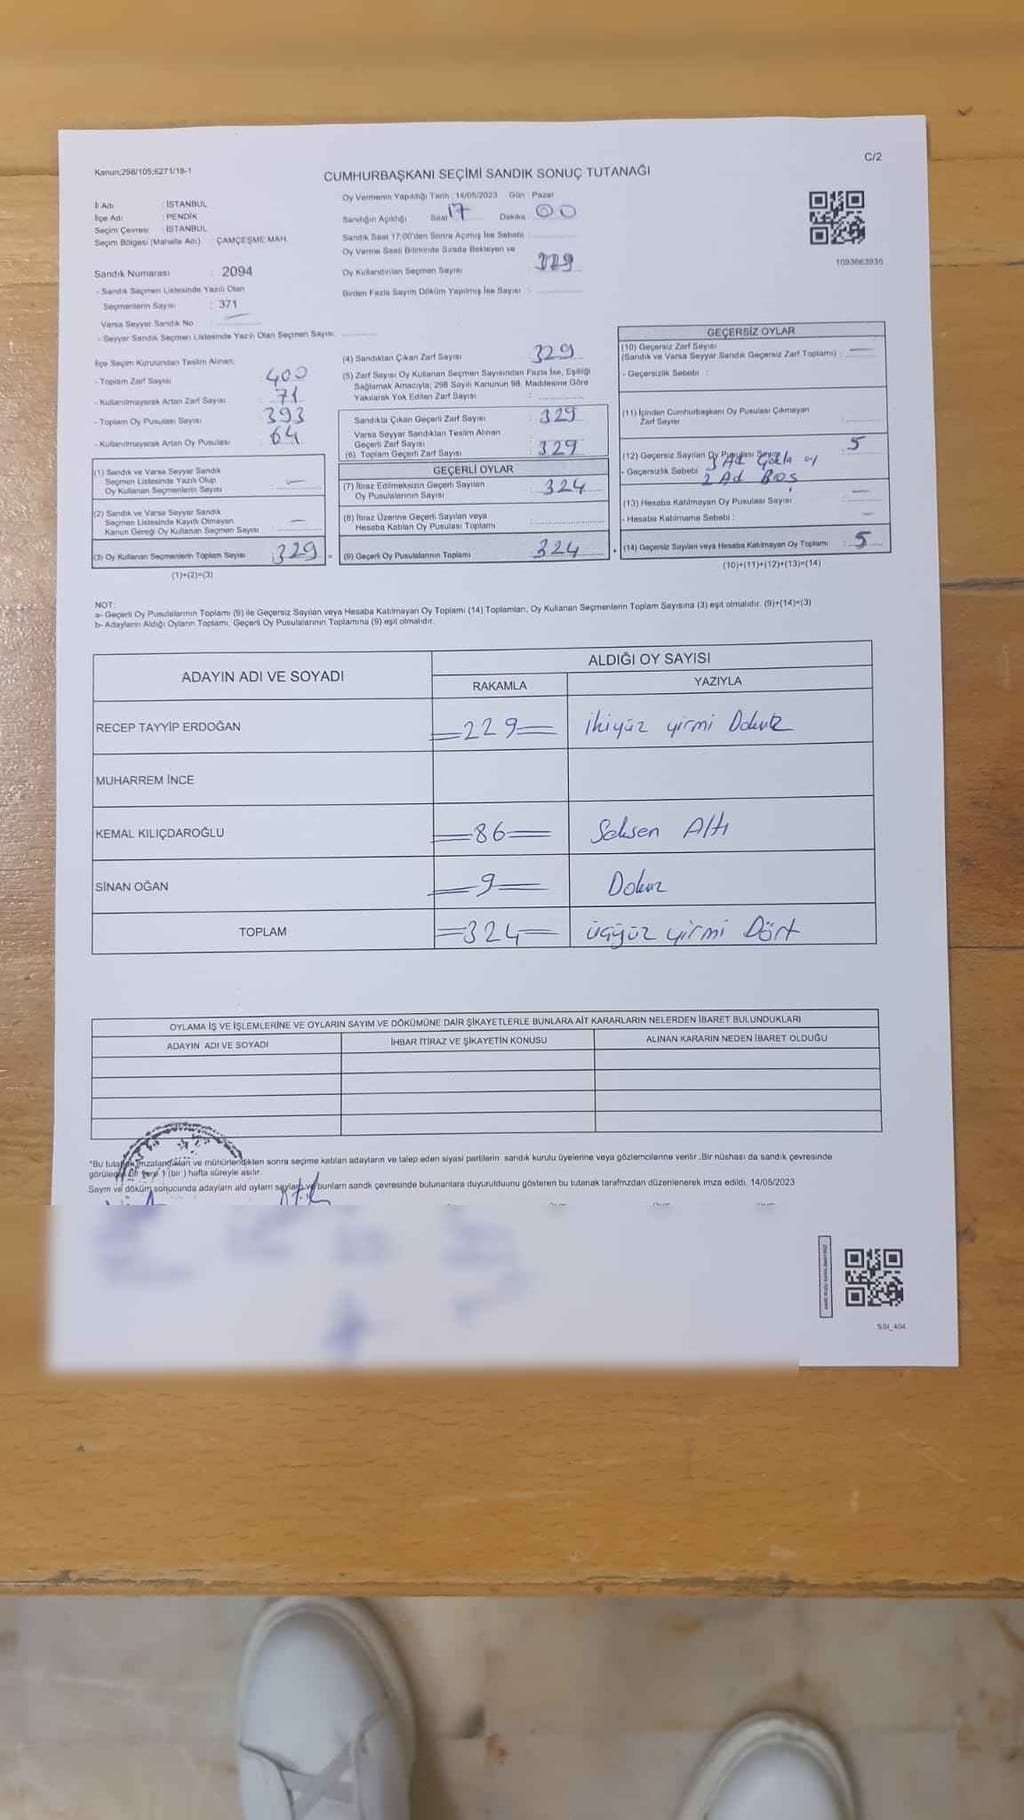 Kanun;298/105;6271/18-1
C/2
CUMHURBAŞKANI SEÇİMİ SANDIK SONUÇ TUTANAĞI
İl Adı : İSTANBUL
İlçe Adı : PENDİK
Seçim Çevresi : İSTANBUL
Seçim Bölgesi (Mahalle Adı) : ÇAMÇEŞME MAH.
Sandık Numarası : 2094
- Sandık Seçmen Listesinde Yazılı Olan
Seçmenlerin Sayısı : 371
Varsa Seyyar Sandık No
- Seyyar Sandık Seçmen Listesinde Yazılı Olan Seçmen Sayısı
Oy Vermenin Yapıldığı Tarih : 14/05/2023 Gün : Pazar
Sandığın Açıldığı Saat 17 Dakika 00
Sandık Saat 17:00'den Sonra Açılmış İse Sebebi :
Oy Verme Saati Bitiminde Sırada Bekleyen ve
Oy Kullandırılan Seçmen Sayısı 329
Birden Fazla Sayım Döküm Yapılmış İse Sayısı :
1093663935
İlçe Seçim Kurulundan Teslim Alınan;
- Toplam Zarf Sayısı 400
- Kullanılmayarak Artan Zarf Sayısı 71
- Toplam Oy Pusulası Sayısı 393
- Kullanılmayarak Artan Oy Pusulası 64
(1) Sandık ve Varsa Seyyar Sandık
Seçmen Listesinde Yazılı Olup
Oy Kullanan Seçmenlerin Sayısı —
(2) Sandık ve Varsa Seyyar Sandık
Seçmen Listesinde Kayıtlı Olmayan
Kanun Gereği Oy Kullanan Seçmen Sayısı —
(3) Oy Kullanan Seçmenlerin Toplam Sayısı 329
(1)+(2)=(3)
(4) Sandıktan Çıkan Zarf Sayısı 329
(5) Zarf Sayısı Oy Kullanan Seçmen Sayısından Fazla İse, Eşitliği
Sağlamak Amacıyla; 298 Sayılı Kanunun 98. Maddesine Göre
Yakılarak Yok Edilen Zarf Sayısı :
Sandıkta Çıkan Geçerli Zarf Sayısı : 329
Varsa Seyyar Sandıktan Teslim Alınan
Geçerli Zarf Sayısı
(6) Toplam Geçerli Zarf Sayısı : 329
GEÇERLİ OYLAR
(7) İtiraz Edilmeksizin Geçerli Sayılan
Oy Pusulalarının Sayısı : 324
(8) İtiraz Üzerine Geçerli Sayılan veya
Hesaba Katılan Oy Pusulası Toplamı
(9) Geçerli Oy Pusulalarının Toplamı 324
GEÇERSİZ OYLAR
(10) Geçersiz Zarf Sayısı
(Sandık ve Varsa Seyyar Sandık Geçersiz Zarf Toplamı) : —
- Geçersizlik Sebebi :
(11) İçinden Cumhurbaşkanı Oy Pusulası Çıkmayan
Zarf Sayısı
(12) Geçersiz Sayılan Oy Pusulası Sayısı 5
- Geçersizlik Sebebi 3 Ad oy
2 Ad Boş
(13) Hesaba Katılmayan Oy Pusulası Sayısı —
- Hesaba Katılmama Sebebi : —
(14) Geçersiz Sayılan veya Hesaba Katılmayan Oy Toplamı : 5
(10)+(11)+(12)+(13)=(14)
NOT:
a- Geçerli Oy Pusulalarının Toplamı (9) ile Geçersiz Sayılan veya Hesaba Katılmayan Oy Toplamı (14) Toplamları, Oy Kullanan Seçmenlerin Toplam Sayısına (3) eşit olmalıdır. (9)+(14)=(3)
b- Adayların Aldığı Oyların Toplamı, Geçerli Oy Pusulalarının Toplamına (9) eşit olmalıdır.
ADAYIN ADI VE SOYADI
ALDIĞI OY SAYISI
RAKAMLA YAZIYLA
RECEP TAYYİP ERDOĞAN =229= ikiyüz yirmi Dokuz
MUHARREM İNCE
KEMAL KILIÇDAROĞLU =86= Seksen Altı
SİNAN OĞAN =9= Dokuz
TOPLAM =324= üçyüz yirmi Dört
OYLAMA İŞ VE İŞLEMLERİNE VE OYLARIN SAYIM VE DÖKÜMÜNE DAİR ŞİKAYETLERLE BUNLARA AİT KARARLARIN NELERDEN İBARET BULUNDUKLARI
ADAYIN ADI VE SOYADI İHBAR İTİRAZ VE ŞİKAYETİN KONUSU ALINAN KARARIN NEDEN İBARET OLDUĞU
*Bu imzalandıktan ve mühürlendikten sonra seçime katılan adayların ve talep eden siyasi partilerin sandık kurulu üyelerine veya gözlemcilerine verilir. Bir nüshası da sandık çevresinde
1 (bir) hafta süreyle asılır.
Sayım ve döküm sonucunda adayların ald oyların bunların sandk çevresinde bulunanlara duyurulduunu gösteren bu tutanak tarafmzdan düzenlenerek imza edildi. 14/05/2023